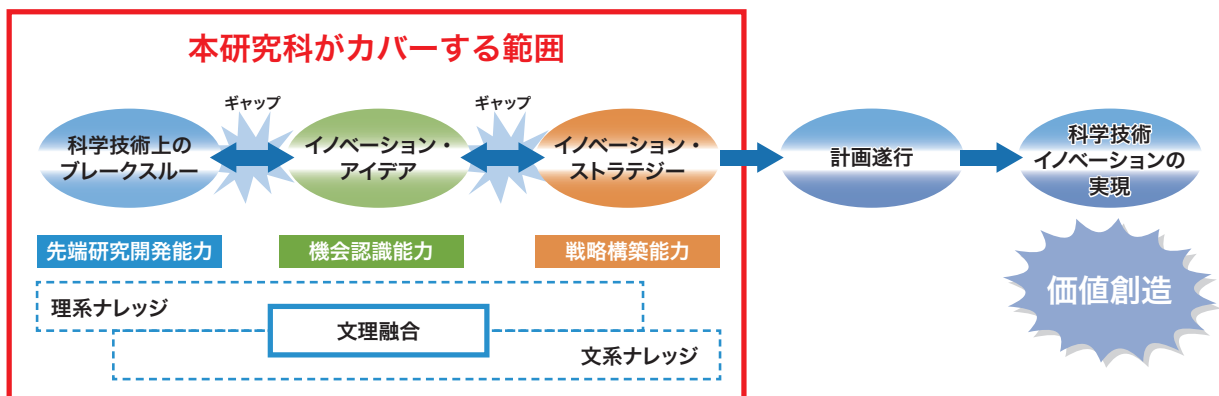 本研究科がカバーする範囲
ギャップ
ギャップ
科学技術上の
ブレークスルー
イノベーション・
アイデア
イノベーション・
ストラテジー
計画遂行
科学技術
イノベーションの
実現
先端研究開発能力
機会認識能力
戦略構築能力
価値創造
理系ナレッジ
文理融合
文系ナレッジ